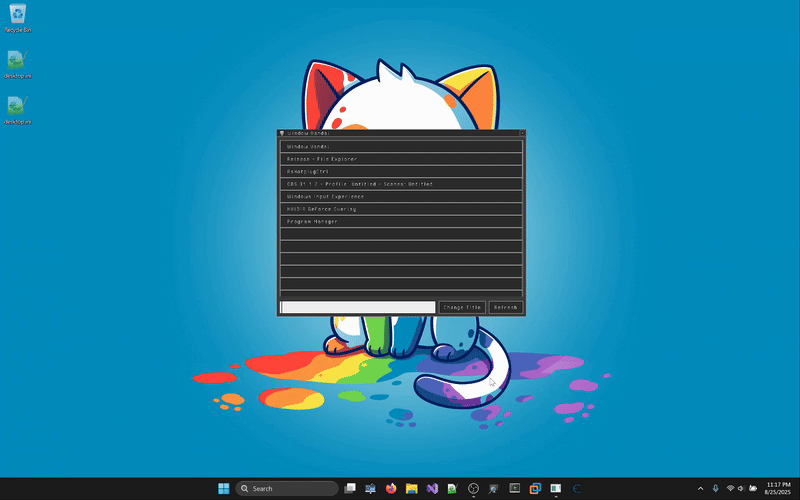 Recycle Bin
desktop.ini
desktop.ini
Window Vandal
Window Vandal
Release - File Explorer
RsHotplugCtrl
OBS 31.1.2 - Profile: Untitled - Scenes: Untitled
Windows Input Experience
NVIDIA GeForce Overlay
Program Manager
Change Title
Refresh
Search
11:17 PM
8/25/2025